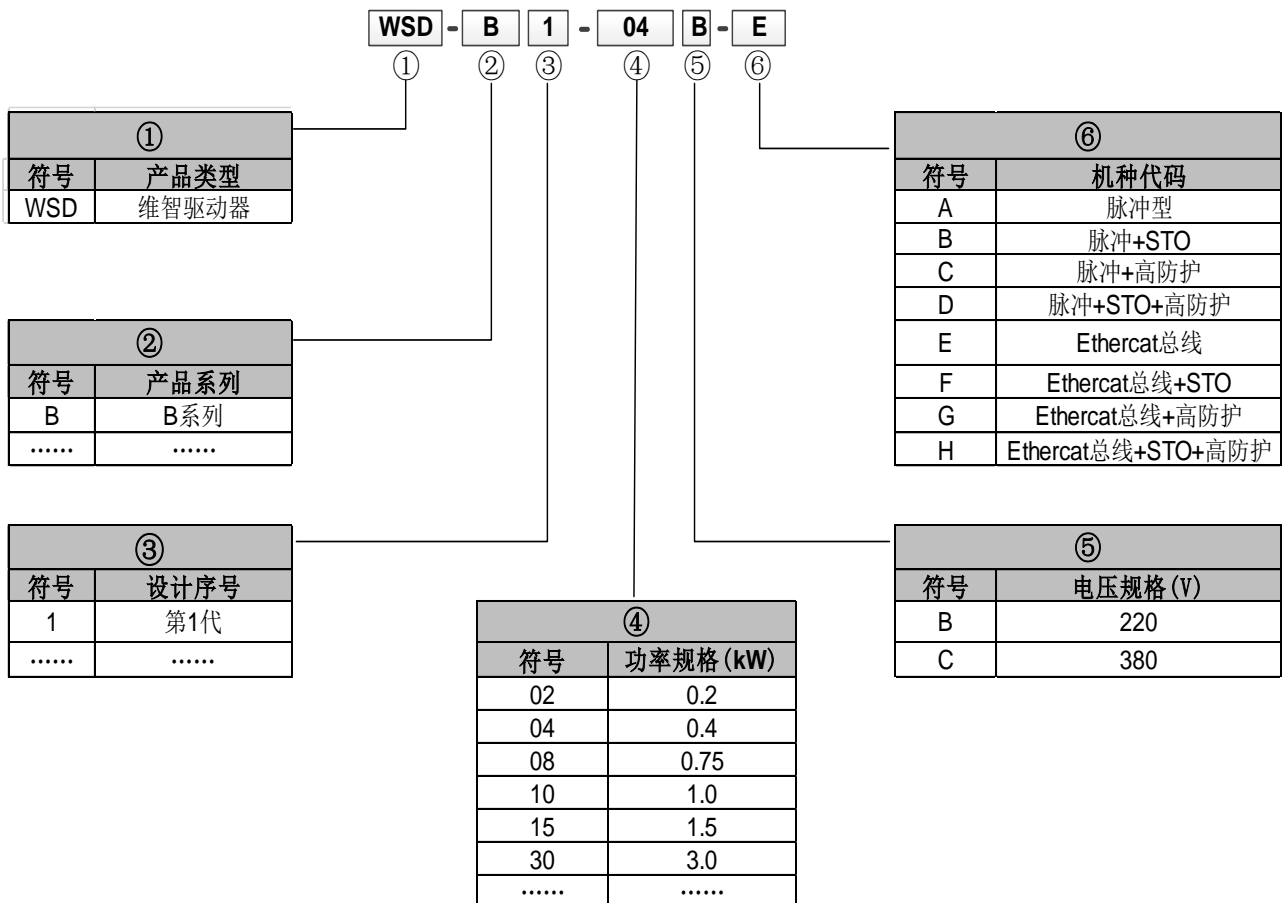 WSD - B 1 - 04 B - E
① ② ③ ④ ⑤ ⑥
①
符号 产品类型
WSD 维智驱动器
②
符号 产品系列
B B系列
…… ……
③
符号 设计序号
1 第1代
…… ……
④
符号 功率规格(kW)
02 0.2
04 0.4
08 0.75
10 1.0
15 1.5
30 3.0
…… ……
⑥
符号 机种代码
A 脉冲型
B 脉冲+STO
C 脉冲+高防护
D 脉冲+STO+高防护
E Ethercat总线
F Ethercat总线+STO
G Ethercat总线+高防护
H Ethercat总线+STO+高防护
⑤
符号 电压规格(V)
B 220
C 380